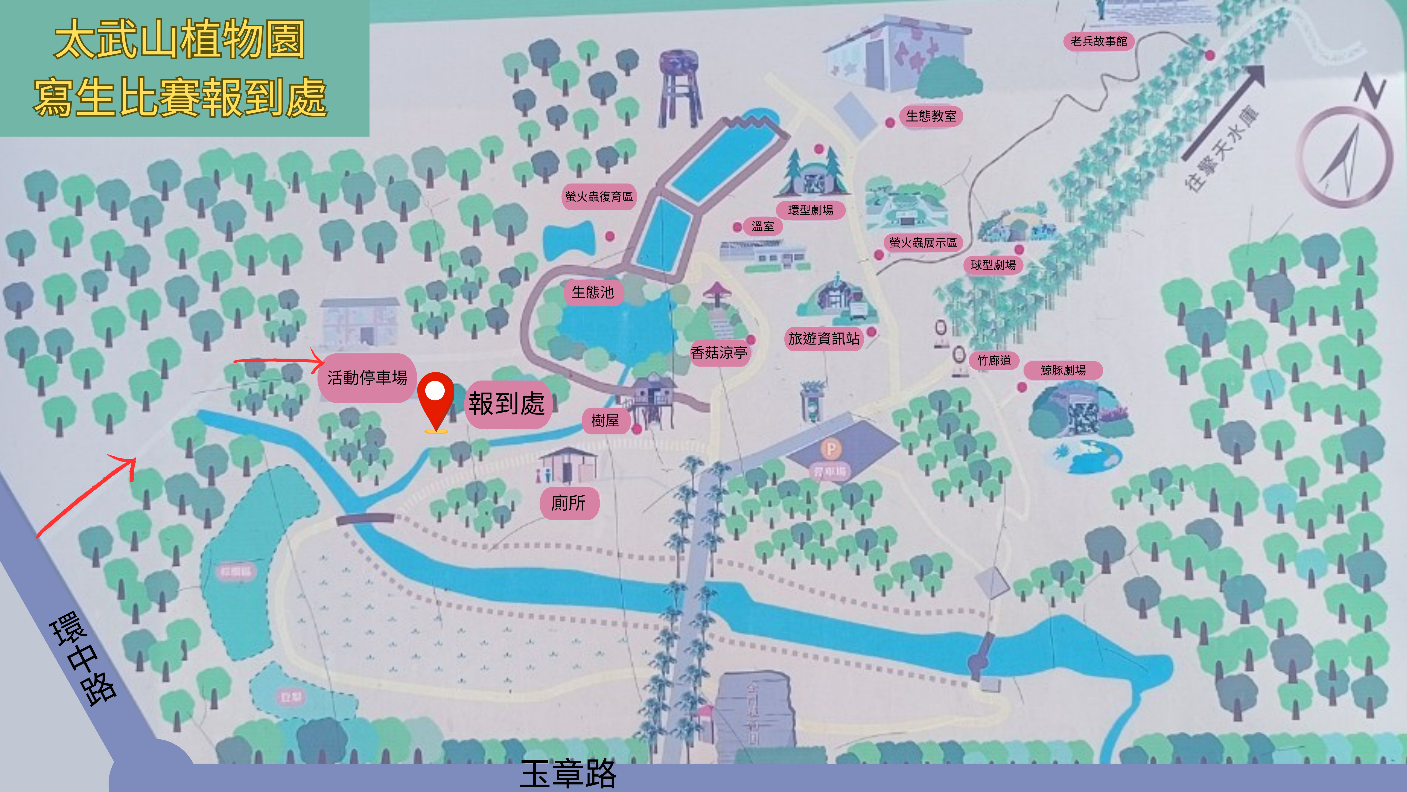 太武山植物園
寫生比賽報到處
老兵故事館
生態教室
往擎天水庫
N
螢火蟲復育區
環型劇場
溫室
螢火蟲展示區
球型劇場
生態池
旅遊資訊站
香菇涼亭
竹廊道
鯨豚劇場
活動停車場
報到處
樹屋
P
停車場
廁所
環中路
玉章路